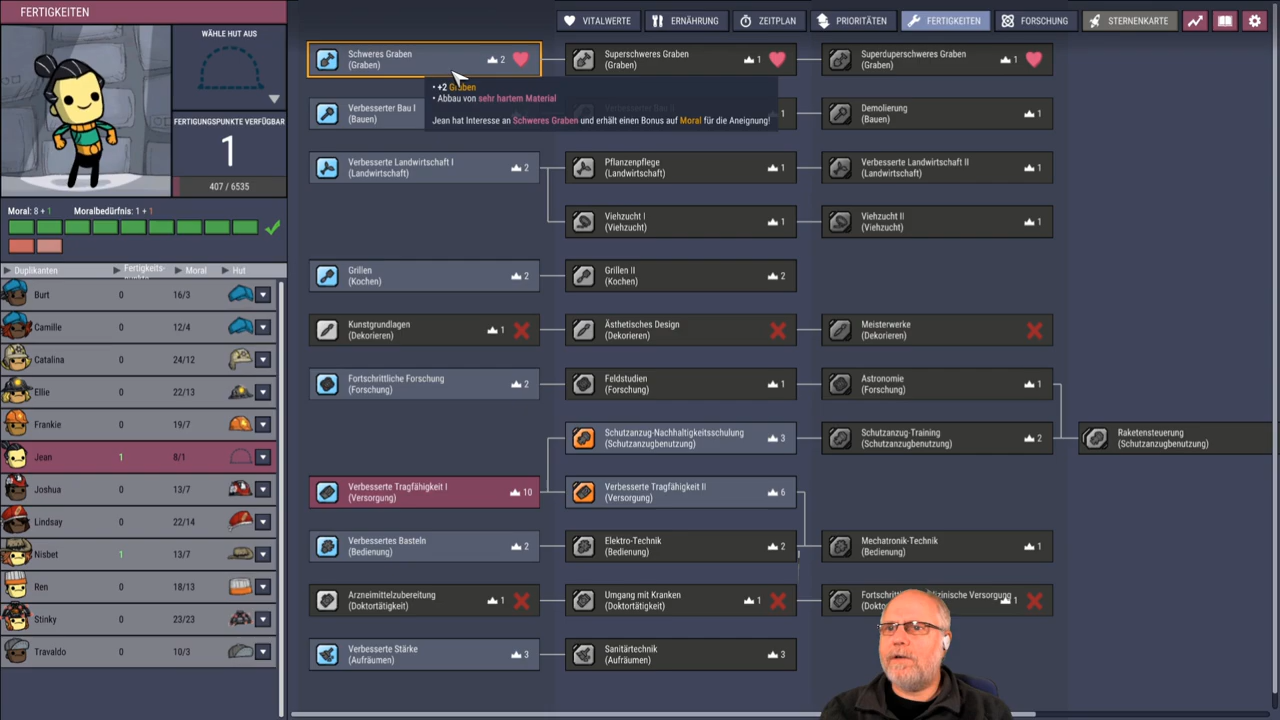 FERTIGKEITEN
VITALWERTE
ERNÄHRUNG
ZEITPLAN
PRIORITÄTEN
FERTIGKEITEN
FORSCHUNG
STERNENKARTE
WÄHLE HUT AUS
FERTIGUNGSPUNKTE VERFÜGBAR
1
407 / 6535
Moral: 8 + 1
Moralbedürfnis: 1 + 1
Duplikanten
Fertigkeits-
Moral
Hut
Burt 0 16/3
Camille 0 12/4
Catalina 0 24/12
Ellie 0 22/13
Frankie 0 19/7
Jean 1 8/1
Joshua 0 13/7
Lindsay 0 22/14
Nisbet 1 13/7
Ren 0 18/13
Stinky 0 23/23
Travaldo 0 10/3
Schweres Graben
(Graben)
2
Superschweres Graben
(Graben)
1
Superduperschweres Graben
(Graben)
1
• +2 Graben
• Abbau von sehr hartem Material
Jean hat Interesse an Schweres Graben und erhält einen Bonus auf Moral für die Aneignung!
Verbesserter Bau I
(Bauen)
1
Demolierung
(Bauen)
1
Verbesserte Landwirtschaft I
(Landwirtschaft)
2
Pflanzenpflege
(Landwirtschaft)
1
Verbesserte Landwirtschaft II
(Landwirtschaft)
1
Viehzucht I
(Viehzucht)
1
Viehzucht II
(Viehzucht)
1
Grillen
(Kochen)
2
Grillen II
(Kochen)
2
Kunstgrundlagen
(Dekorieren)
1
Ästhetisches Design
(Dekorieren)
Meisterwerke
(Dekorieren)
Fortschrittliche Forschung
(Forschung)
2
Feldstudien
(Forschung)
1
Astronomie
(Forschung)
1
Schutzanzug-Nachhaltigkeitsschulung
(Schutzanzugbenutzung)
3
Schutzanzug-Training
(Schutzanzugbenutzung)
2
Raketensteuerung
(Schutzanzugbenutzung)
Verbesserte Tragfähigkeit I
(Versorgung)
10
Verbesserte Tragfähigkeit II
(Versorgung)
6
Verbessertes Basteln
(Bedienung)
2
Elektro-Technik
(Bedienung)
2
Mechatronik-Technik
(Bedienung)
1
Arzneimittelzubereitung
(Doktortätigkeit)
1
Umgang mit Kranken
(Doktortätigkeit)
1
Versorgung
1
Verbesserte Stärke
(Aufräumen)
3
Sanitärtechnik
(Aufräumen)
3